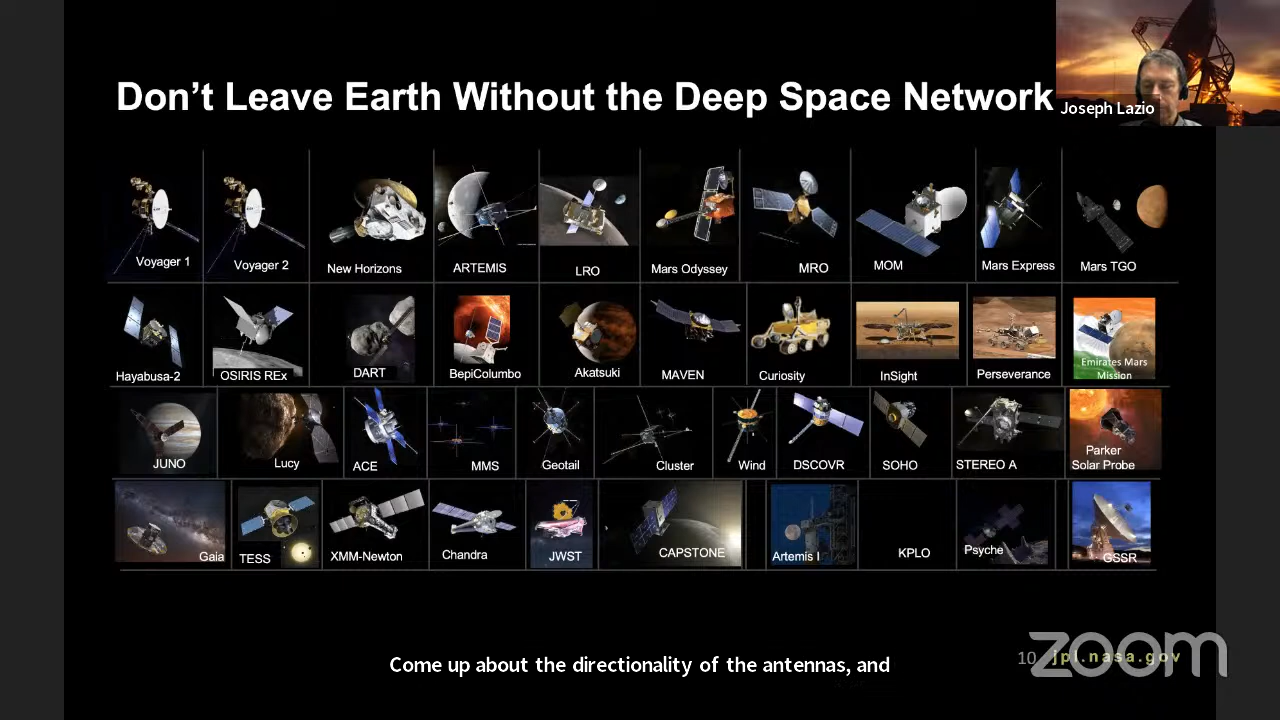 Don't Leave Earth Without the Deep Space Network
Joseph Lazio
Voyager 1
Voyager 2
New Horizons
ARTEMIS
LRO
Mars Odyssey
MRO
MOM
Mars Express
Mars TGO
Hayabusa-2
OSIRIS REx
DART
BepiColumbo
Akatsuki
MAVEN
Curiosity
InSight
Perseverance
Emirates Mars
Mission
JUNO
Lucy
ACE
MMS
Geotail
Cluster
Wind
DSCOVR
SOHO
STEREO A
Parker
Solar Probe
Gaia
TESS
XMM-Newton
Chandra
JWST
CAPSTONE
Artemis I
KPLO
Psyche
GSSR
Come up about the directionality of the antennas, and
10
jpl.nasa.gov
zoom